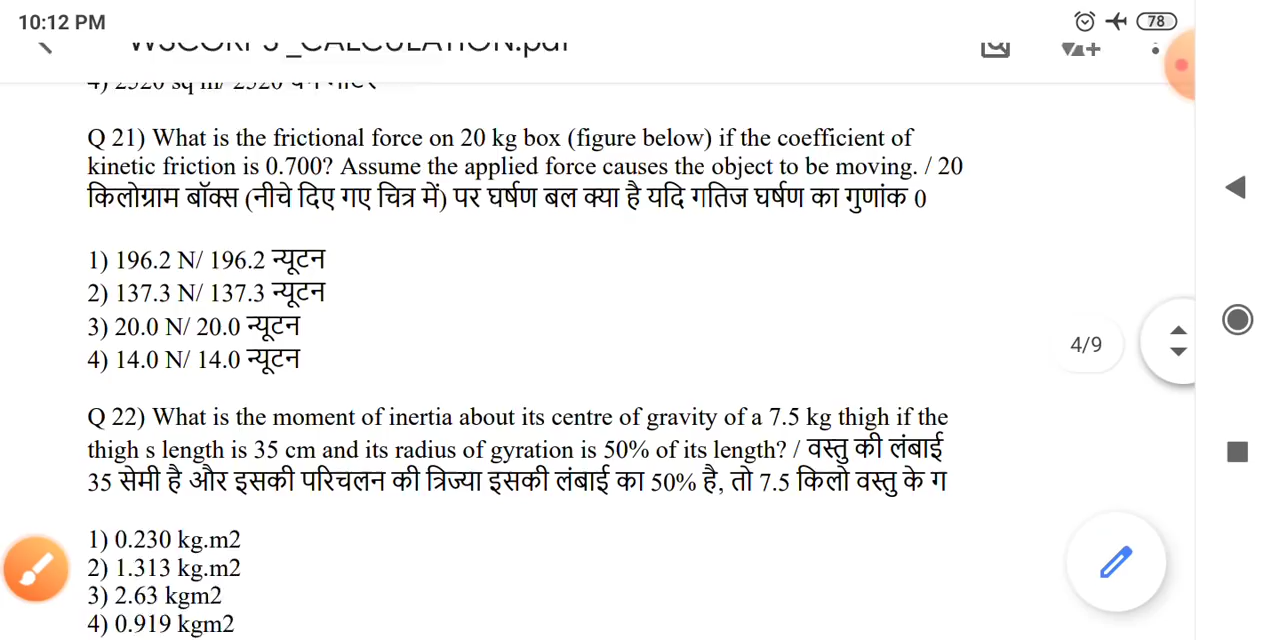 10:12 PM
78
WSCORPS_CALCULATION.pdf
4) 2520 sq m/ 2520
Q 21) What is the frictional force on 20 kg box (figure below) if the coefficient of
kinetic friction is 0.700? Assume the applied force causes the object to be moving. / 20
किलोग्राम बॉक्स (नीचे दिए गए चित्र में) पर घर्षण बल क्या है यदि गतिज घर्षण का गुणांक 0
1) 196.2 N/ 196.2 न्यूटन
2) 137.3 N/ 137.3 न्यूटन
3) 20.0 N/ 20.0 न्यूटन
4) 14.0 N/ 14.0 न्यूटन
4/9
Q 22) What is the moment of inertia about its centre of gravity of a 7.5 kg thigh if the
thigh s length is 35 cm and its radius of gyration is 50% of its length? / वस्तु की लंबाई
35 सेमी है और इसकी परिचलन की त्रिज्या इसकी लंबाई का 50% है, तो 7.5 किलो वस्तु के ग
1) 0.230 kg.m2
2) 1.313 kg.m2
3) 2.63 kgm2
4) 0.919 kgm2